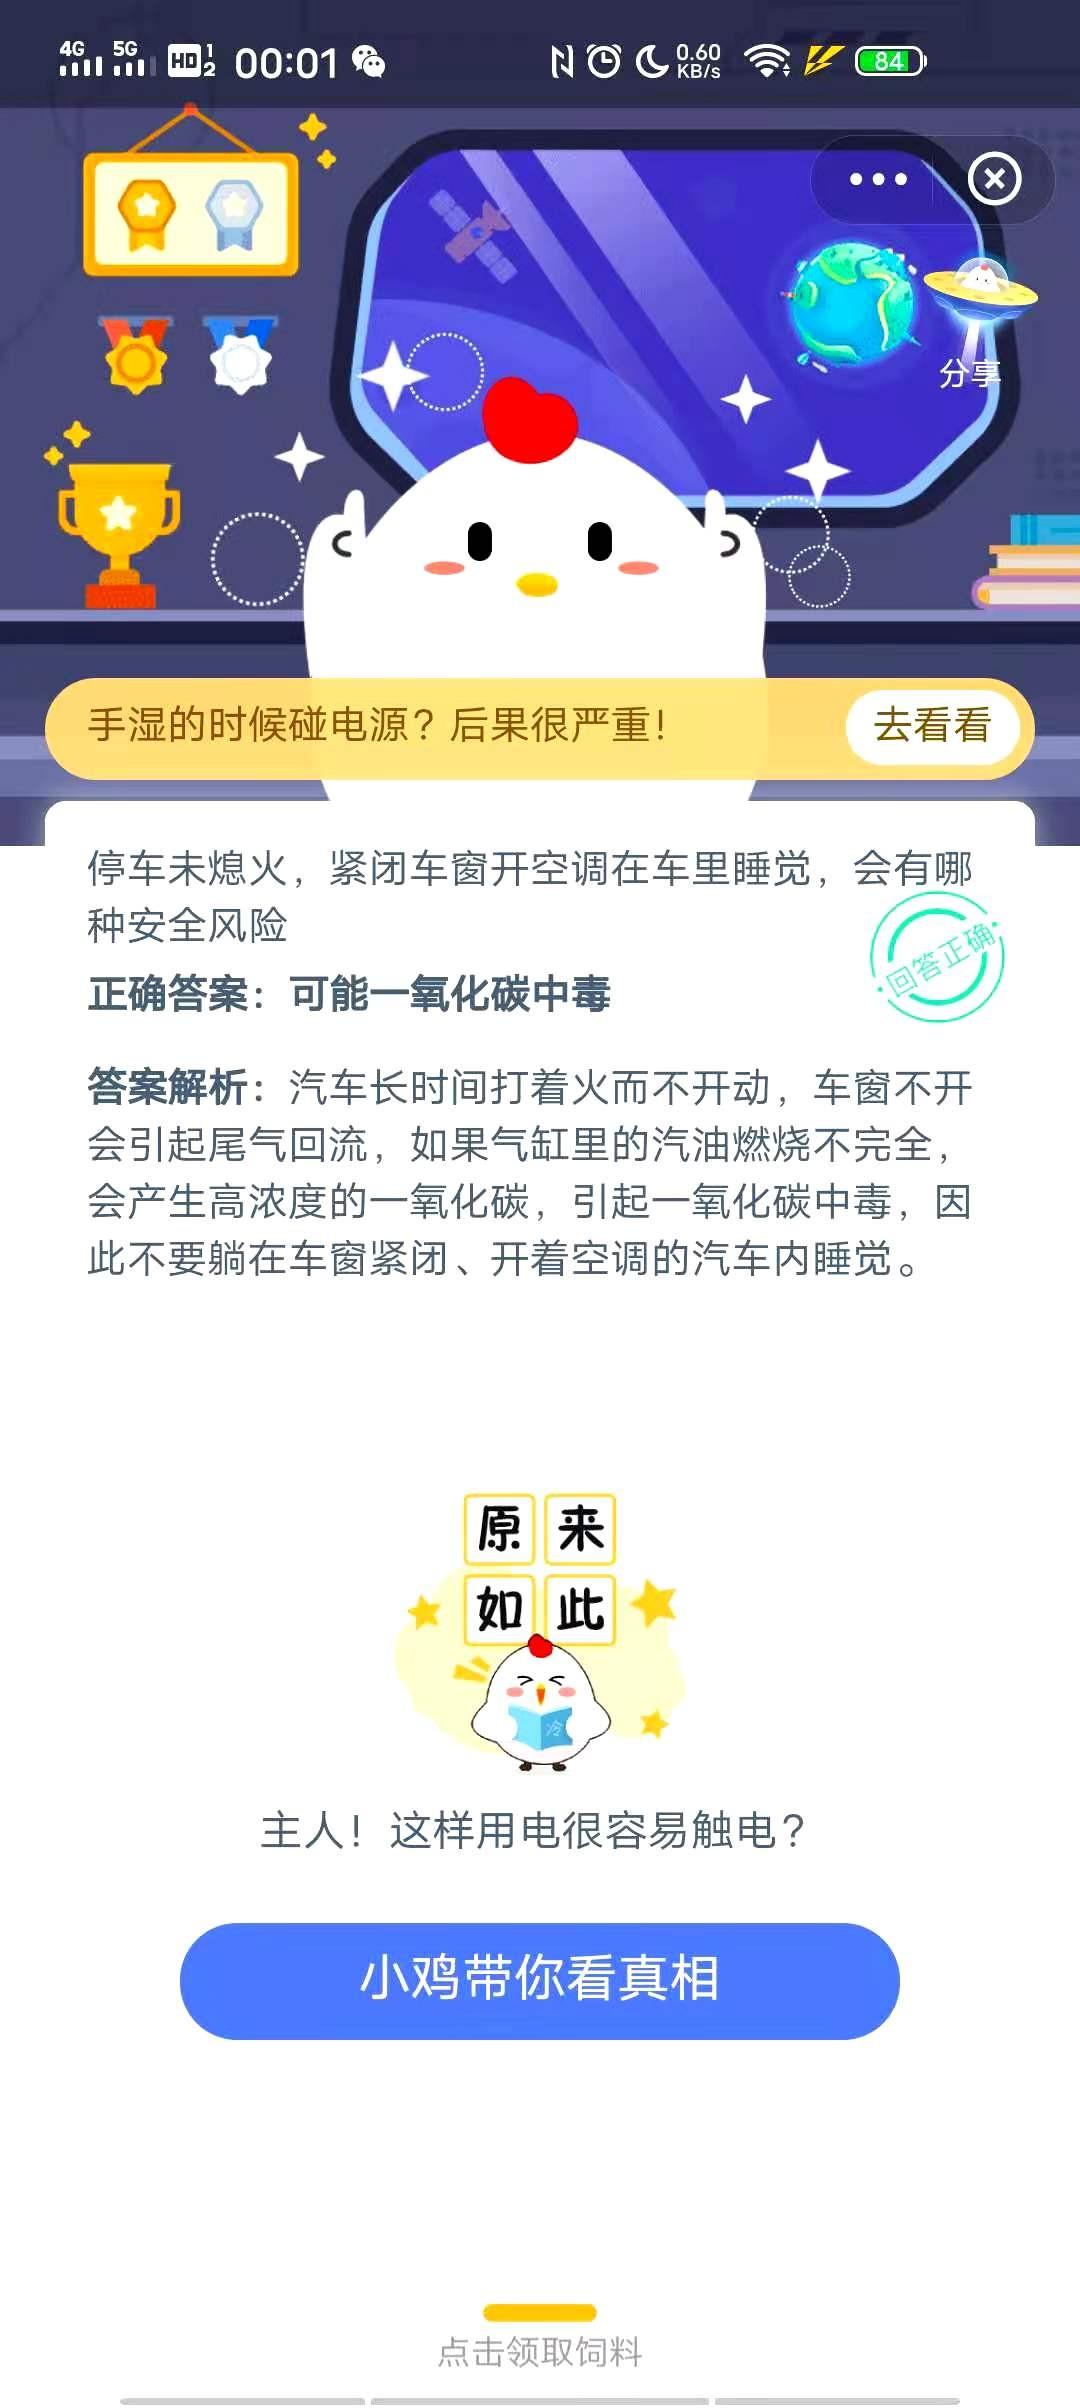 4G 5G HD 1 2 00:01 0.60 KB/s 84
分享
手湿的时候碰电源？后果很严重！ 去看看
停车未熄火，紧闭车窗开空调在车里睡觉，会有哪
种安全风险
回答正确
正确答案：可能一氧化碳中毒
答案解析：汽车长时间打着火而不开动，车窗不开
会引起尾气回流，如果气缸里的汽油燃烧不完全，
会产生高浓度的一氧化碳，引起一氧化碳中毒，因
此不要躺在车窗紧闭、开着空调的汽车内睡觉。
原来
如此
冷
主人！这样用电很容易触电？
小鸡带你看真相
点击领取饲料